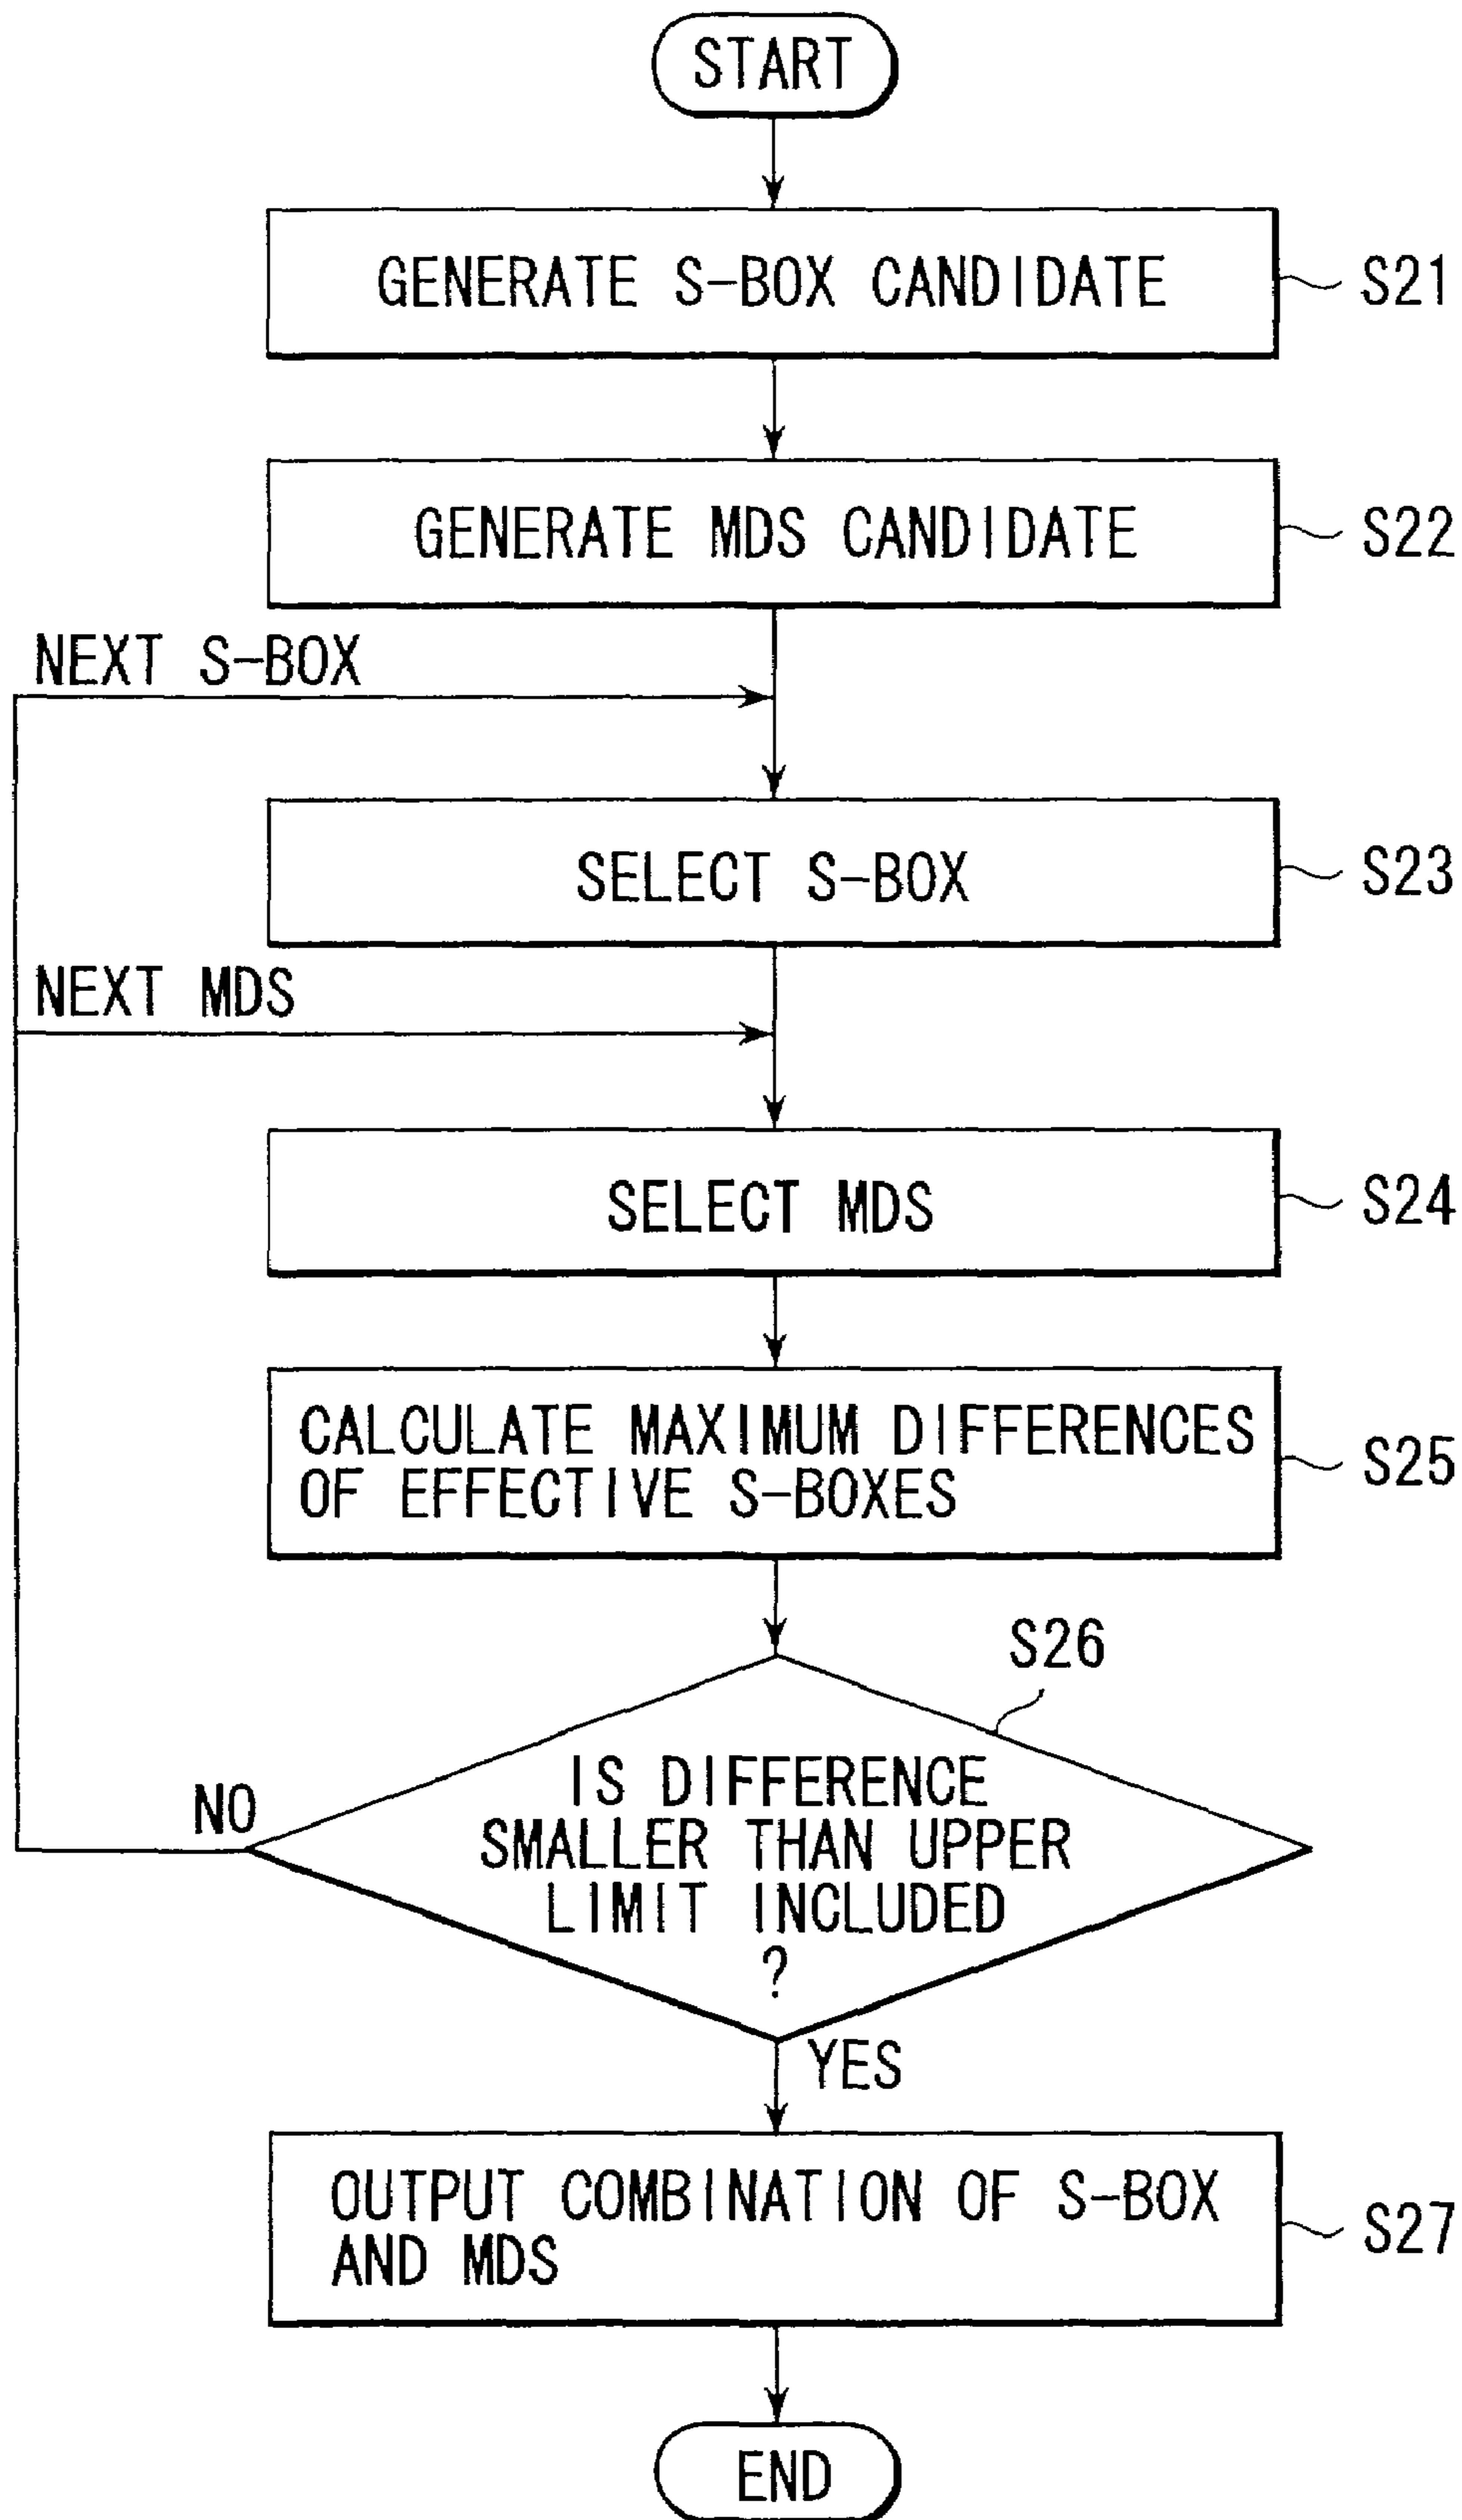 START
GENERATE S-BOX CANDIDATE
S21
GENERATE MDS CANDIDATE
S22
NEXT S-BOX
SELECT S-BOX
S23
NEXT MDS
SELECT MDS
S24
CALCULATE MAXIMUM DIFFERENCES
OF EFFECTIVE S-BOXES
S25
S26
IS DIFFERENCE
SMALLER THAN UPPER
LIMIT INCLUDED
?
NO
YES
OUTPUT COMBINATION OF S-BOX
AND MDS
S27
END